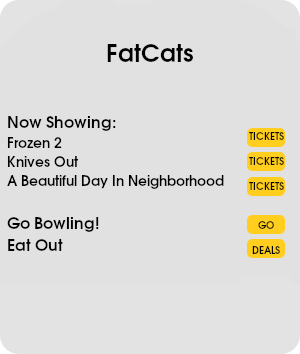 FatCats
Now Showing:
Frozen 2 TICKETS
Knives Out TICKETS
A Beautiful Day In Neighborhood TICKETS
Go Bowling! GO
Eat Out DEALS